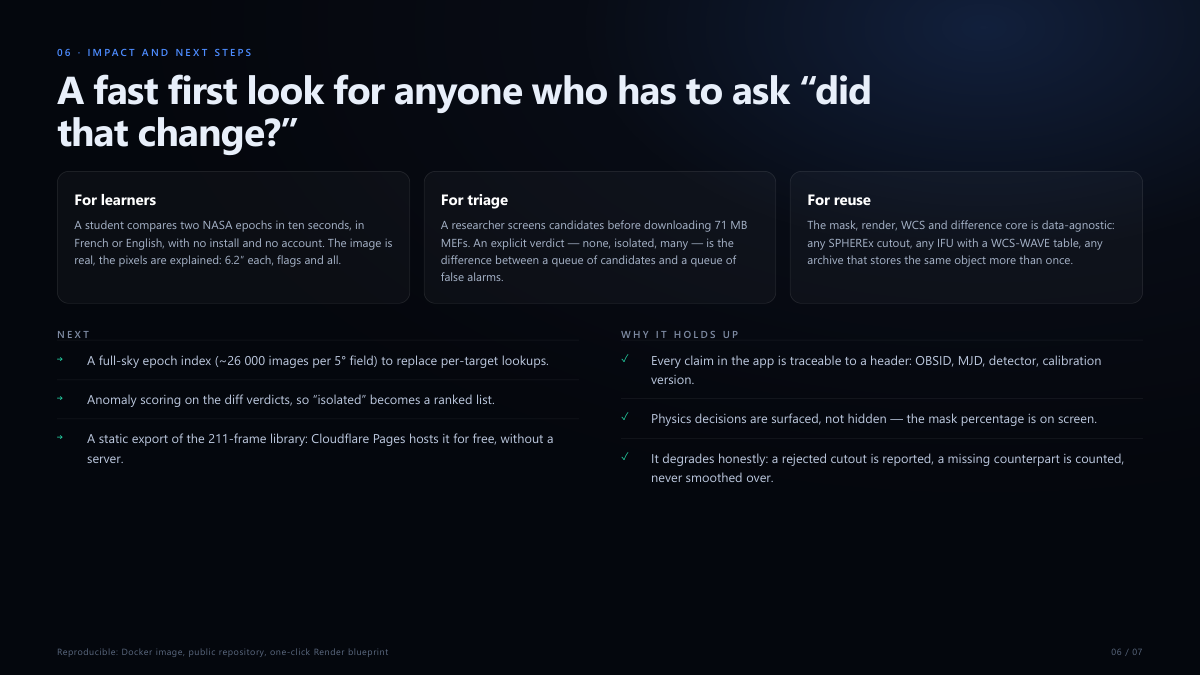 06 · IMPACT AND NEXT STEPS
A fast first look for anyone who has to ask “did
that change?”
For learners
A student compares two NASA epochs in ten seconds, in
French or English, with no install and no account. The image is
real, the pixels are explained: 6.2″ each, flags and all.
For triage
A researcher screens candidates before downloading 71 MB
MEFs. An explicit verdict — none, isolated, many — is the
difference between a queue of candidates and a queue of
false alarms.
For reuse
The mask, render, WCS and difference core is data-agnostic:
any SPHEREx cutout, any IFU with a WCS-WAVE table, any
archive that stores the same object more than once.
NEXT
→ A full-sky epoch index (~26 000 images per 5° field) to replace per-target lookups.
→ Anomaly scoring on the diff verdicts, so “isolated” becomes a ranked list.
→ A static export of the 211-frame library: Cloudflare Pages hosts it for free, without a
server.
WHY IT HOLDS UP
✓ Every claim in the app is traceable to a header: OBSID, MJD, detector, calibration
version.
✓ Physics decisions are surfaced, not hidden — the mask percentage is on screen.
✓ It degrades honestly: a rejected cutout is reported, a missing counterpart is counted,
never smoothed over.
Reproducible: Docker image, public repository, one-click Render blueprint
06 / 07